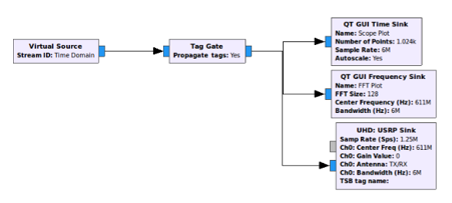 Virtual Source
Stream ID: Time Domain
Tag Gate
Propagate tags: Yes
QT GUI Time Sink
Name: Scope Plot
Number of Points: 1.024k
Sample Rate: 6M
Autoscale: Yes
QT GUI Frequency Sink
Name: FFT Plot
FFT Size: 128
Center Frequency (Hz): 611M
Bandwidth (Hz): 6M
UHD: USRP Sink
Samp Rate (Sps): 1.25M
Ch0: Center Freq (Hz): 611M
Ch0: Gain Value: 0
Ch0: Antenna: TX/RX
Ch0: Bandwidth (Hz): 6M
TSB tag name: